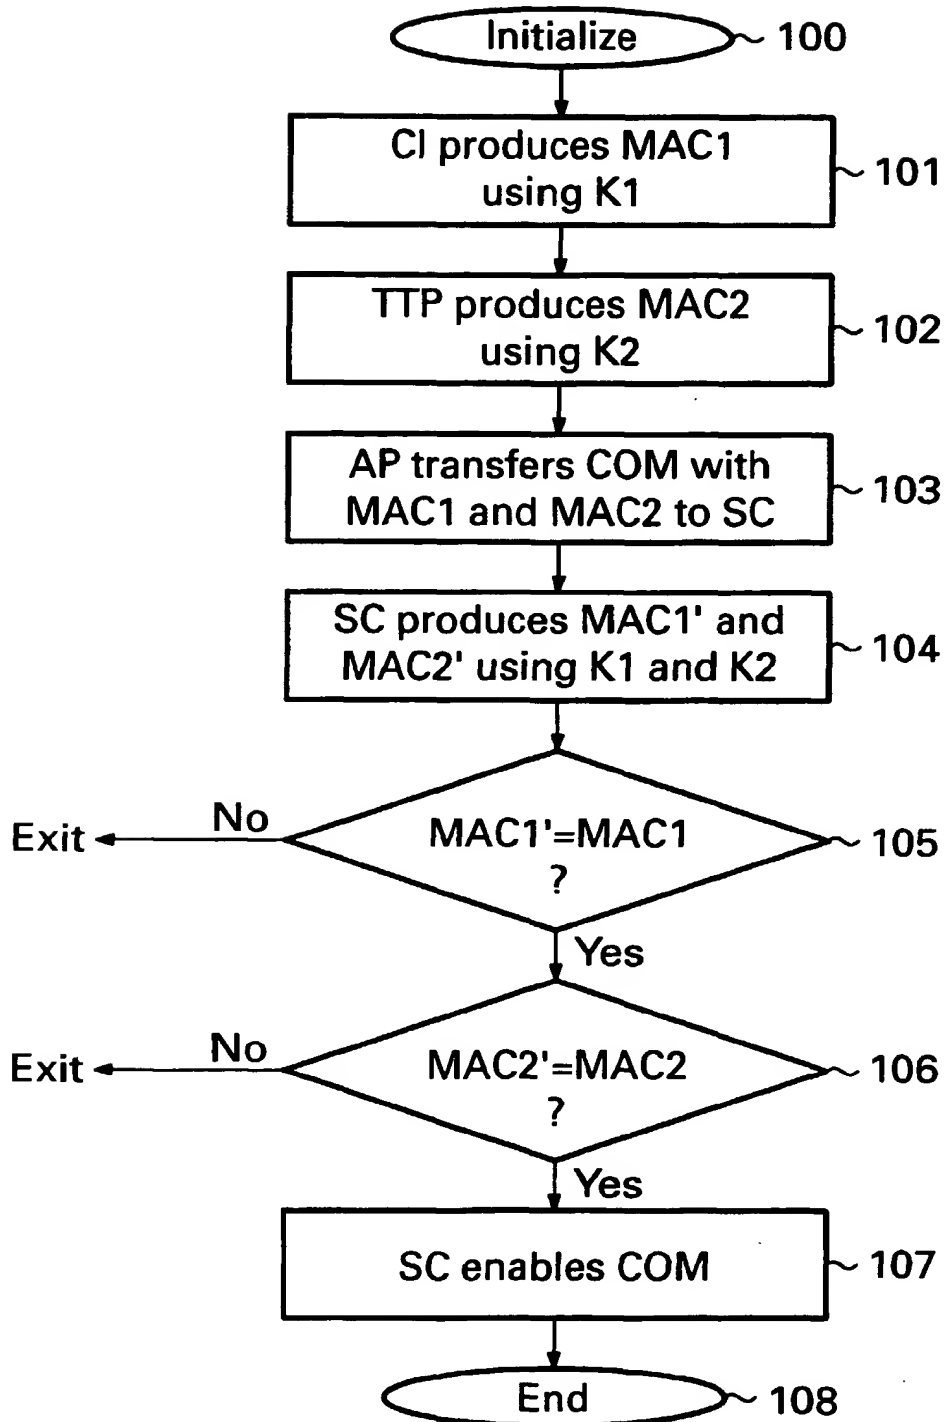 Initialize
100
CI produces MAC1
using K1
101
TTP produces MAC2
using K2
102
AP transfers COM with
MAC1 and MAC2 to SC
103
SC produces MAC1' and
MAC2' using K1 and K2
104
Exit
No
MAC1'=MAC1
?
105
Yes
Exit
No
MAC2'=MAC2
?
106
Yes
SC enables COM
107
End
108